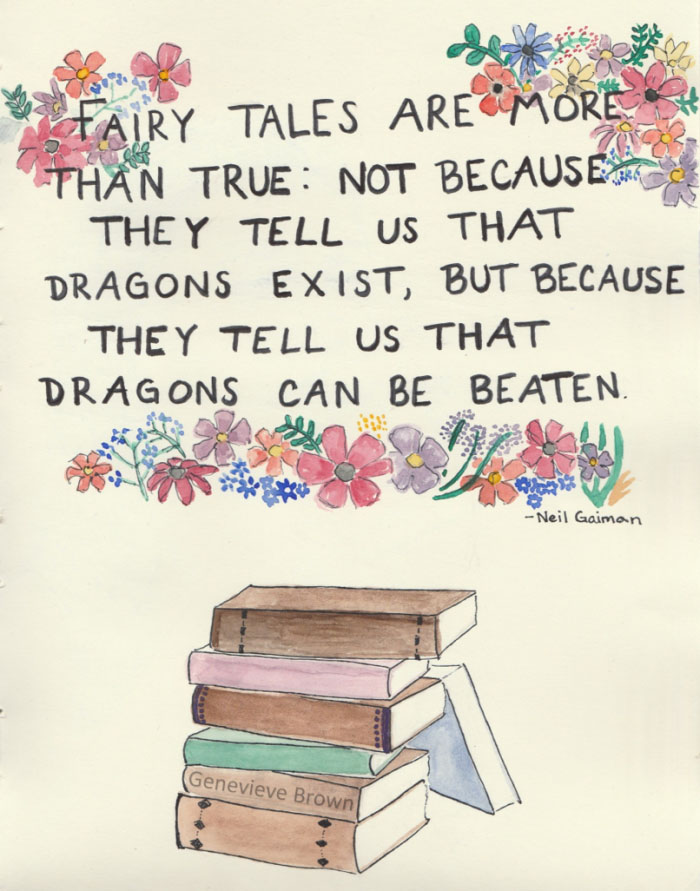 FAIRY TALES ARE MORE
THAN TRUE: NOT BECAUSE
THEY TELL US THAT
DRAGONS EXIST, BUT BECAUSE
THEY TELL US THAT
DRAGONS CAN BE BEATEN.
-Neil Gaiman
Genevieve Brown